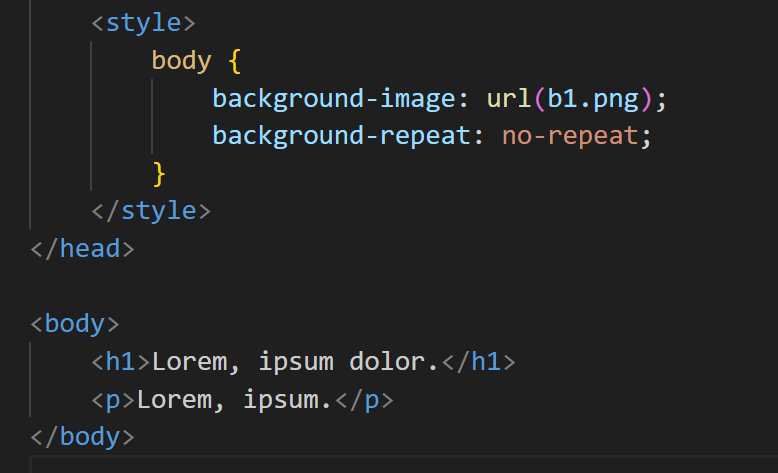 <style>
body {
background-image: url(b1.png);
background-repeat: no-repeat;
}
</style>
</head>
<body>
<h1>Lorem, ipsum dolor.</h1>
<p>Lorem, ipsum.</p>
</body>